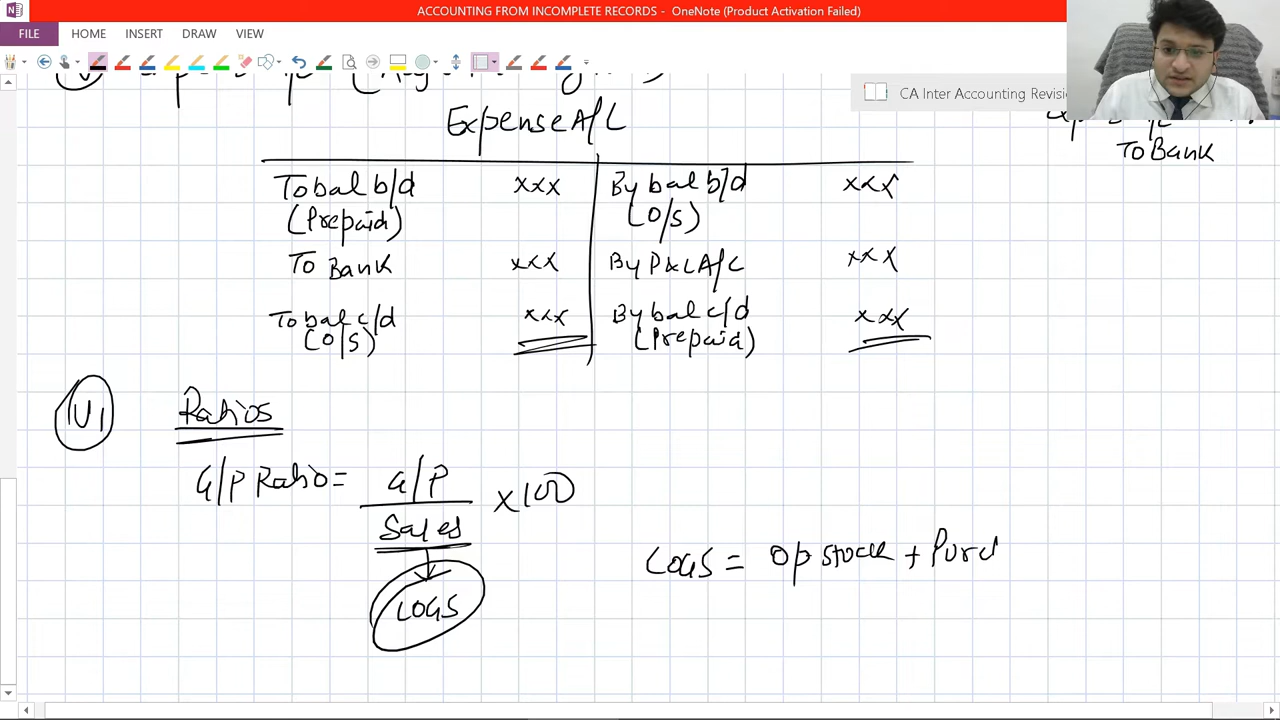 ACCOUNTING FROM INCOMPLETE RECORDS - OneNote (Product Activation Failed)
FILE HOME INSERT DRAW VIEW
CA Inter Accounting Revisi
Expense A/C
To Bank
To bal b/d xxx By bal b/d xxx
(Prepaid) (O/S)
To Bank xxx By P&L A/C xxx
To bal c/d xxx By bal c/d xxx
(O/S) (Prepaid)
VI Ratios
G/P Ratio = G/P x100
Sales
COGS = Op stock + Purc
COGS